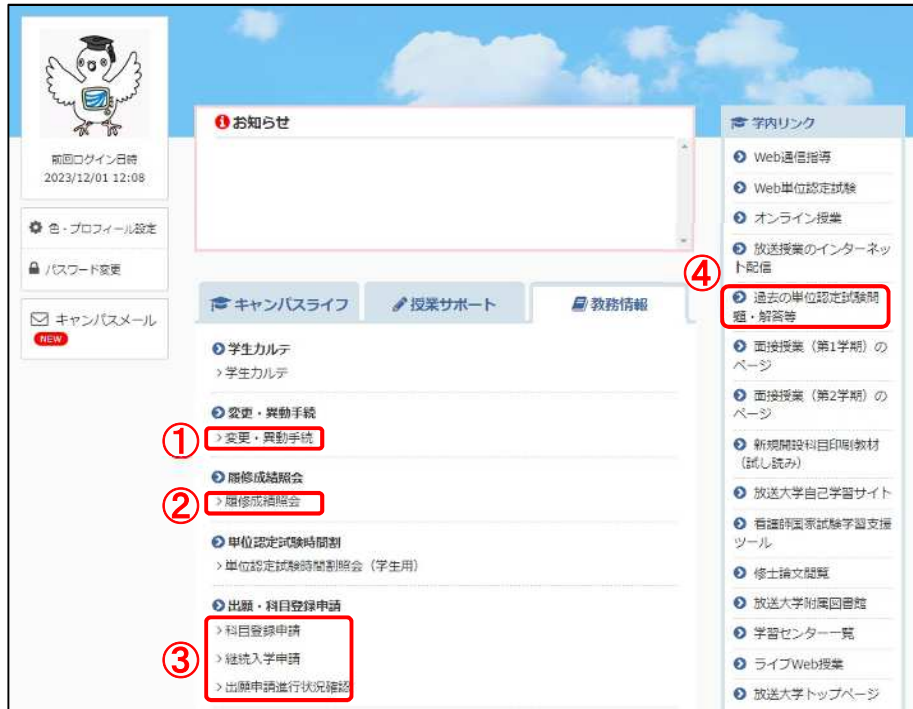 前回ログイン日時
2023/12/01 12:08
色・プロフィール設定
パスワード変更
キャンパスメール
NEW
お知らせ
キャンパスライフ
授業サポート
教務情報
学生カルテ
>学生カルテ
変更・異動手続
①
>変更・異動手続
履修成績照会
②
>履修成績照会
単位認定試験時間割
>単位認定試験時間割照会（学生用）
出願・科目登録申請
③
>科目登録申請
>継続入学申請
>出願申請進行状況確認
学内リンク
Web通信指導
Web単位認定試験
オンライン授業
放送授業のインターネッ
ト配信
④
過去の単位認定試験問
題・解答等
面接授業（第1学期）の
ページ
面接授業（第2学期）の
ページ
新規開設科目印刷教材
（試し読み）
放送大学自己学習サイト
看護師国家試験学習支援
ツール
修士論文閲覧
放送大学附属図書館
学習センター一覧
ライブWeb授業
放送大学トップページ